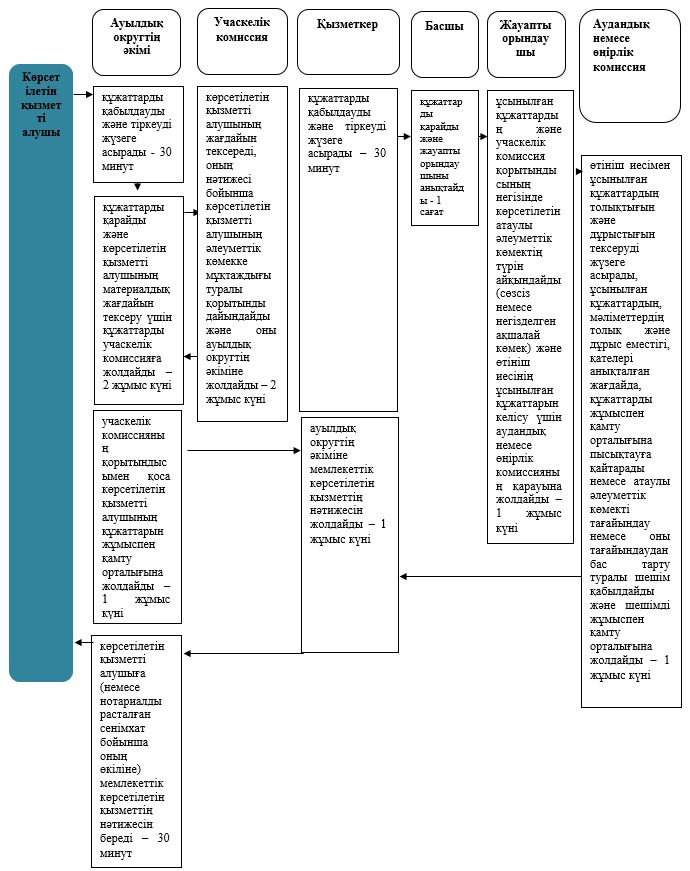 Көрсет
ілетін
қызмет
ті
алушы
Ауылдық
округтің
әкімі
Учаскелік
комиссия
Қызметкер
Басшы
Жауапты
орындау
шы
Аудандық
немесе
өңірлік
комиссия
құжаттарды
қабылдауды
және тіркеуді
жүзеге
асырады - 30
минут
құжаттарды
қарайды
және
көрсетілетін
қызметті
алушының
материалдық
жағдайын
тексеру үшін
құжаттарды
учаскелік
комиссияға
жолдайды –
2 жұмыс күні
учаскелік
комиссияны
ң
қорытындыс
ымен қоса
көрсетілетін
қызметті
алушының
құжаттарын
жұмыспен
қамту
орталығына
жолдайды –
1 жұмыс
күні
көрсетілетін
қызметті
алушыға
(немесе
нотариалды
расталған
сенімхат
бойынша
оның
өкіліне)
мемлекеттік
көрсетілетін
қызметтің
нәтижесін
береді – 30
минут
көрсетілетін
қызметті
алушының
жағдайын
тексереді,
оның
нәтижесі
бойынша
көрсетілетін
қызметті
алушының
әлеуметтік
көмекке
мұқтаждығы
туралы
қорытынды
дайындайды
және оны
ауылдық
округтің
әкіміне
жолдайды – 2
жұмыс күні
құжаттарды
қабылдауды
және тіркеуді
жүзеге
асырады – 30
минут
ауылдық
округтің
әкіміне
мемлекеттік
көрсетілетін
қызметтің
нәтижесін
жолдайды – 1
жұмыс күні
құжаттар
ды
қарайды
және
жауапты
орындау
шыны
анықтайд
ы - 1
сағат
ұсынылған
құжаттарды
ң және
учаскелік
комиссия
қорытынды
сының
негізінде
көрсетілетін
атаулы
әлеуметтік
көмектің
түрін
айқындайды
(сөзсіз
немесе
негізделген
ақшалай
көмек) және
өтініш
иесінің
ұсынылған
құжаттарын
келісу үшін
аудандық
немесе
өңірлік
комиссияны
ң қарауына
жолдайды –
1 жұмыс
күні
өтініш иесімен
ұсынылған
құжаттардың
толықтығын
және
дұрыстығын
тексеруді
жүзеге
асырады,
ұсынылған
құжаттардың,
мәліметтердің
толық және
дұрыс еместігі,
қателері
анықталған
жағдайда,
құжаттарды
жұмыспен
қамту
орталығына
пысықтауға
қайтарады
немесе атаулы
әлеуметтік
көмекті
тағайындау
немесе оны
тағайындаудан
бас тарту
туралы шешім
қабылдайды
және шешімді
жұмыспен
қамту
орталығына
жолдайды – 1
жұмыс күні